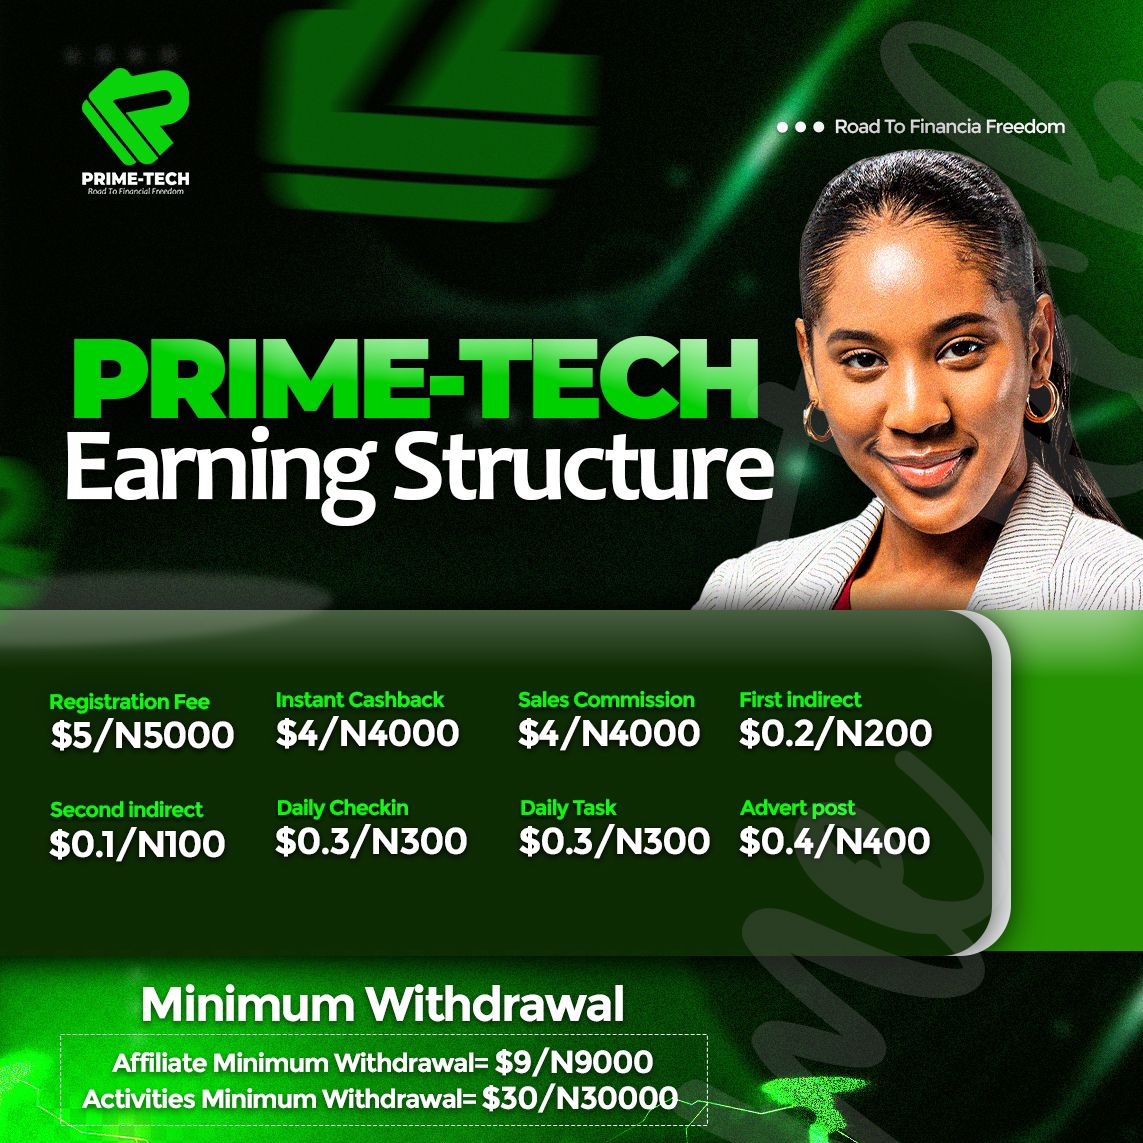 PRIME-TECH
Road To Financial Freedom
Road To Financia Freedom
PRIME-TECH
Earning Structure
Registration Fee
$5/N5000
Instant Cashback
$4/N4000
Sales Commission
$4/N4000
First indirect
$0.2/N200
Second indirect
$0.1/N100
Daily Checkin
$0.3/N300
Daily Task
$0.3/N300
Advert post
$0.4/N400
Minimum Withdrawal
Affiliate Minimum Withdrawal= $9/N9000
Activities Minimum Withdrawal= $30/N30000